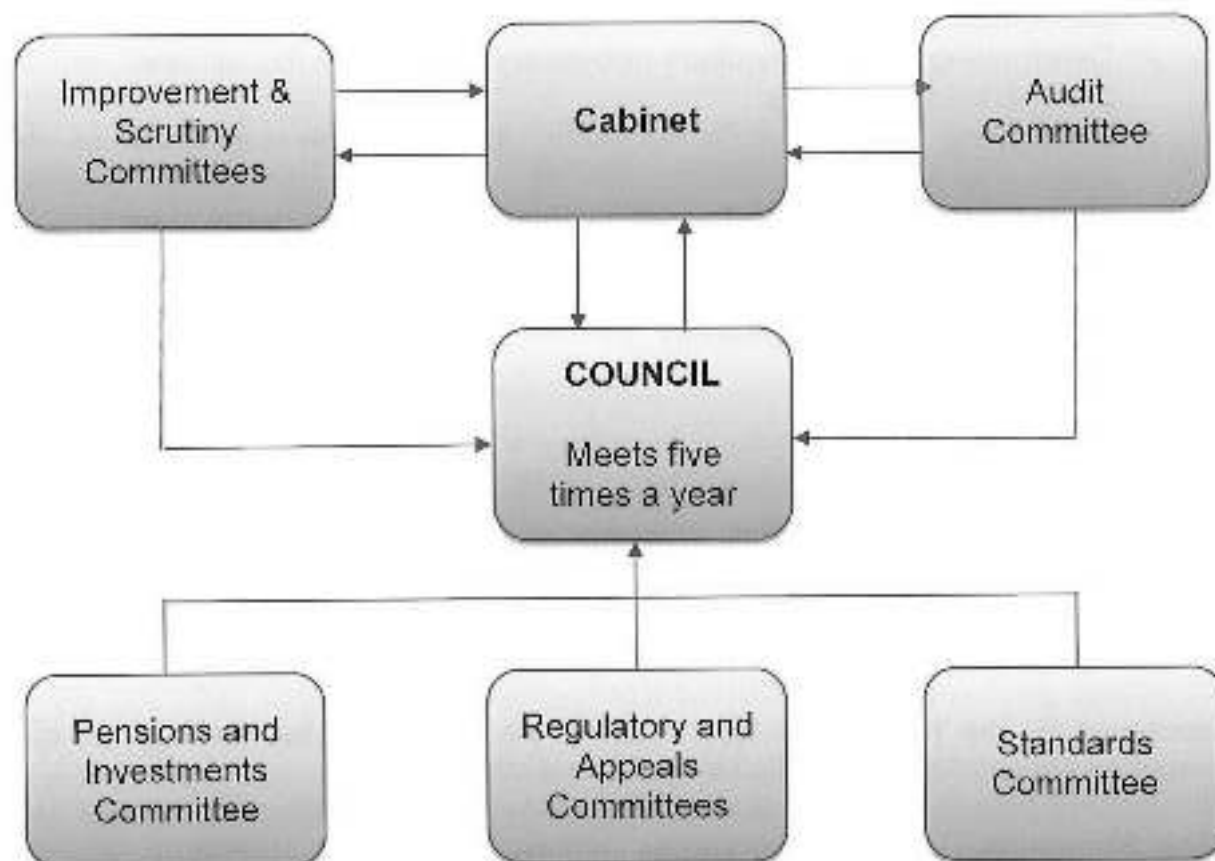 Improvement &
Scrutiny
Committees
Cabinet
Audit
Committee
COUNCIL
Meets five
times a year
Pensions and
Investments
Committee
Regulatory and
Appeals
Committees
Standards
Committee